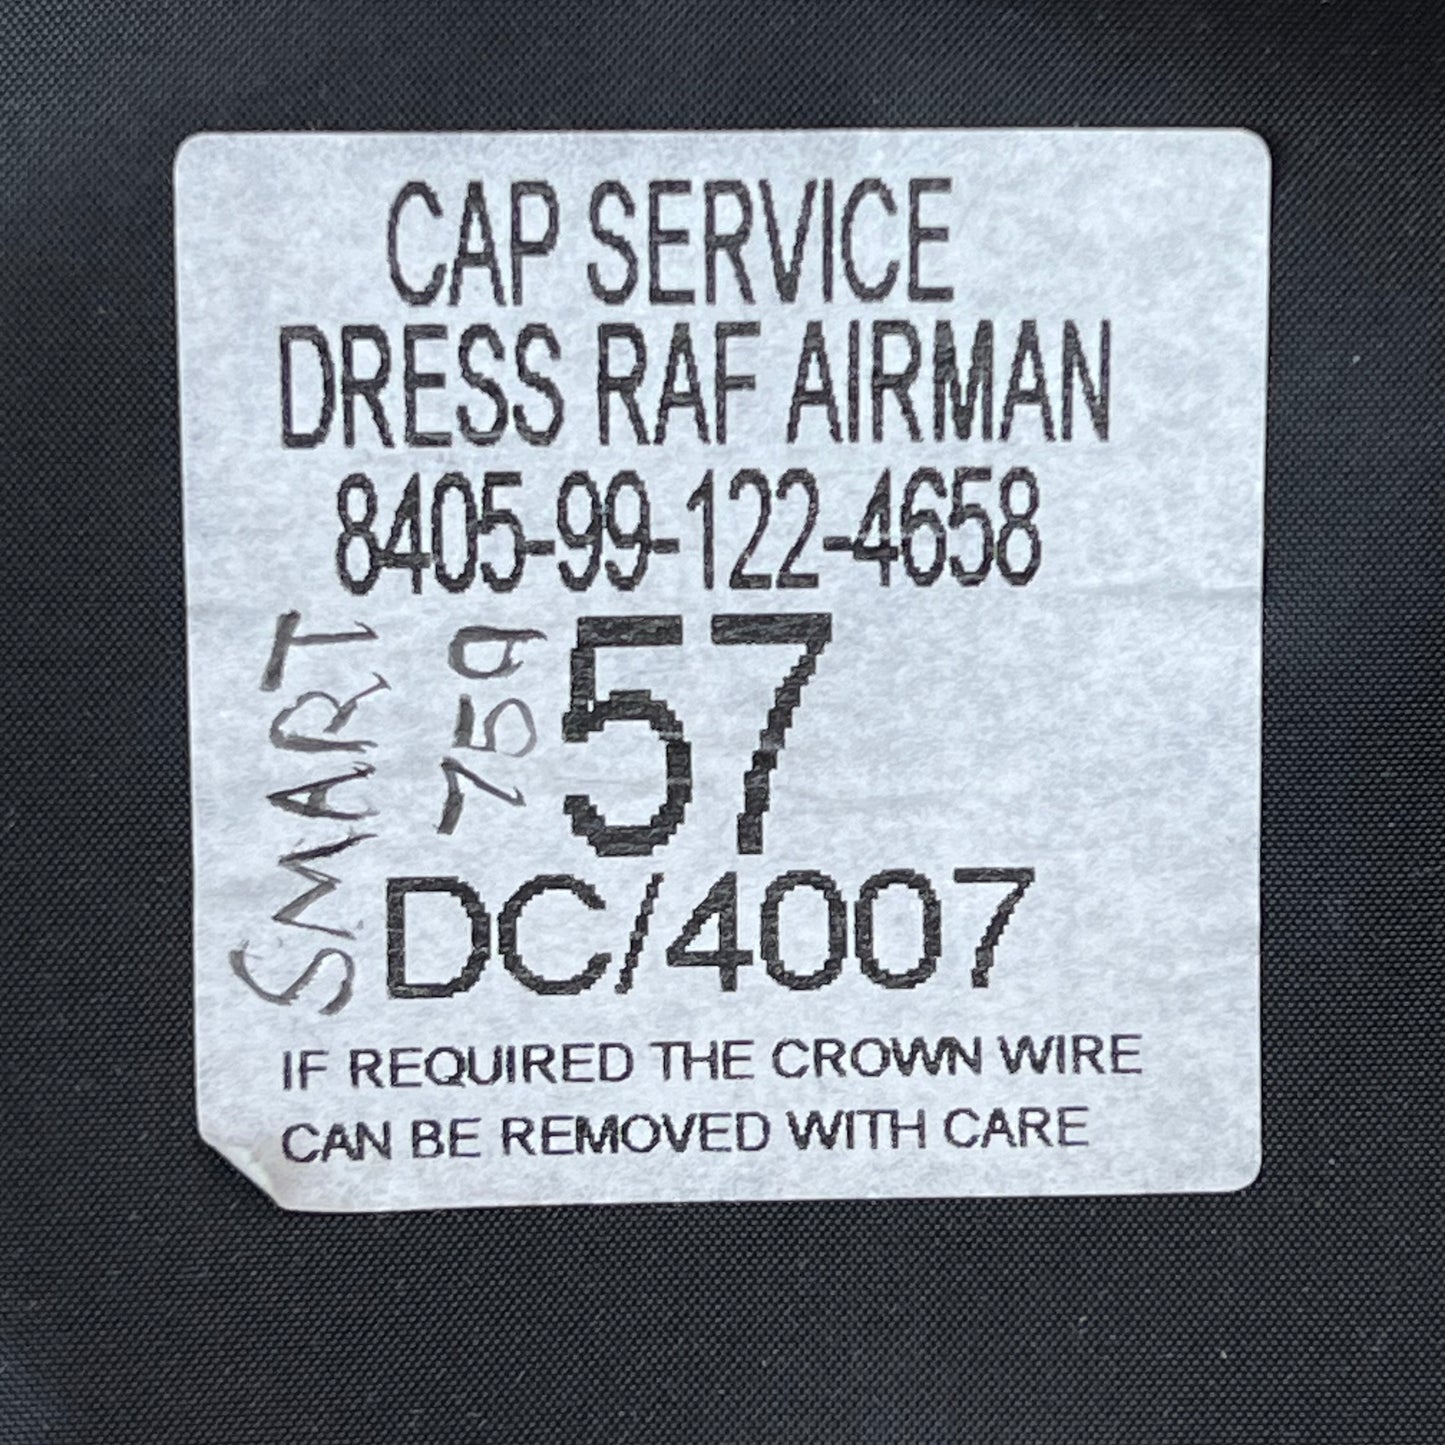 CAP SERVICE
DRESS RAF AIRMAN
8405-99-122-4658
57
DC/4007
IF REQUIRED THE CROWN WIRE
CAN BE REMOVED WITH CARE
SMART
759